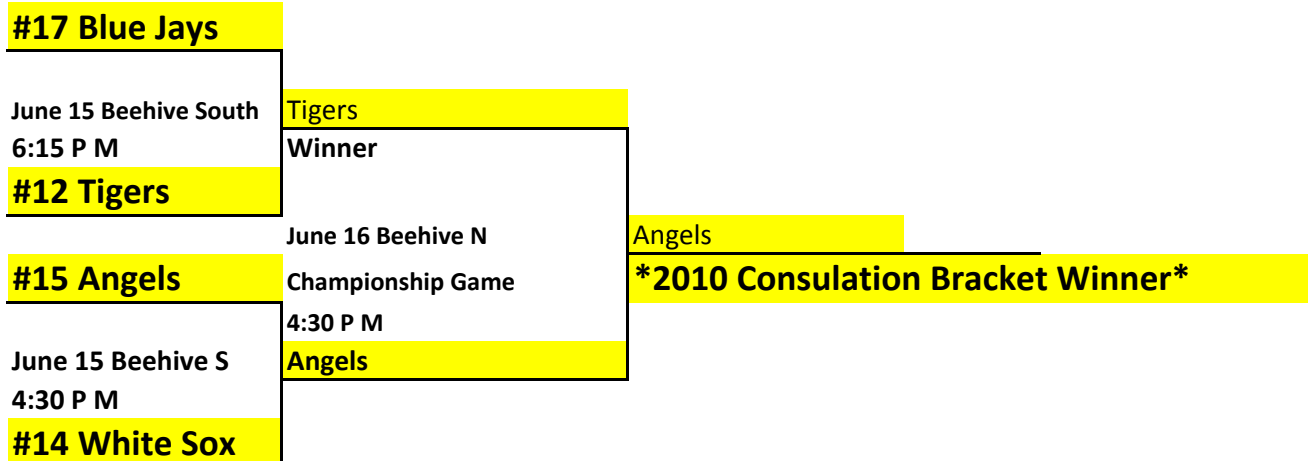 #17 Blue Jays
June 15 Beehive South
6:15 P M
#12 Tigers
#15 Angels
June 15 Beehive S
4:30 P M
#14 White Sox
Tigers
Winner
June 16 Beehive N
Championship Game
4:30 P M
Angels
Angels
*2010 Consulation Bracket Winner*